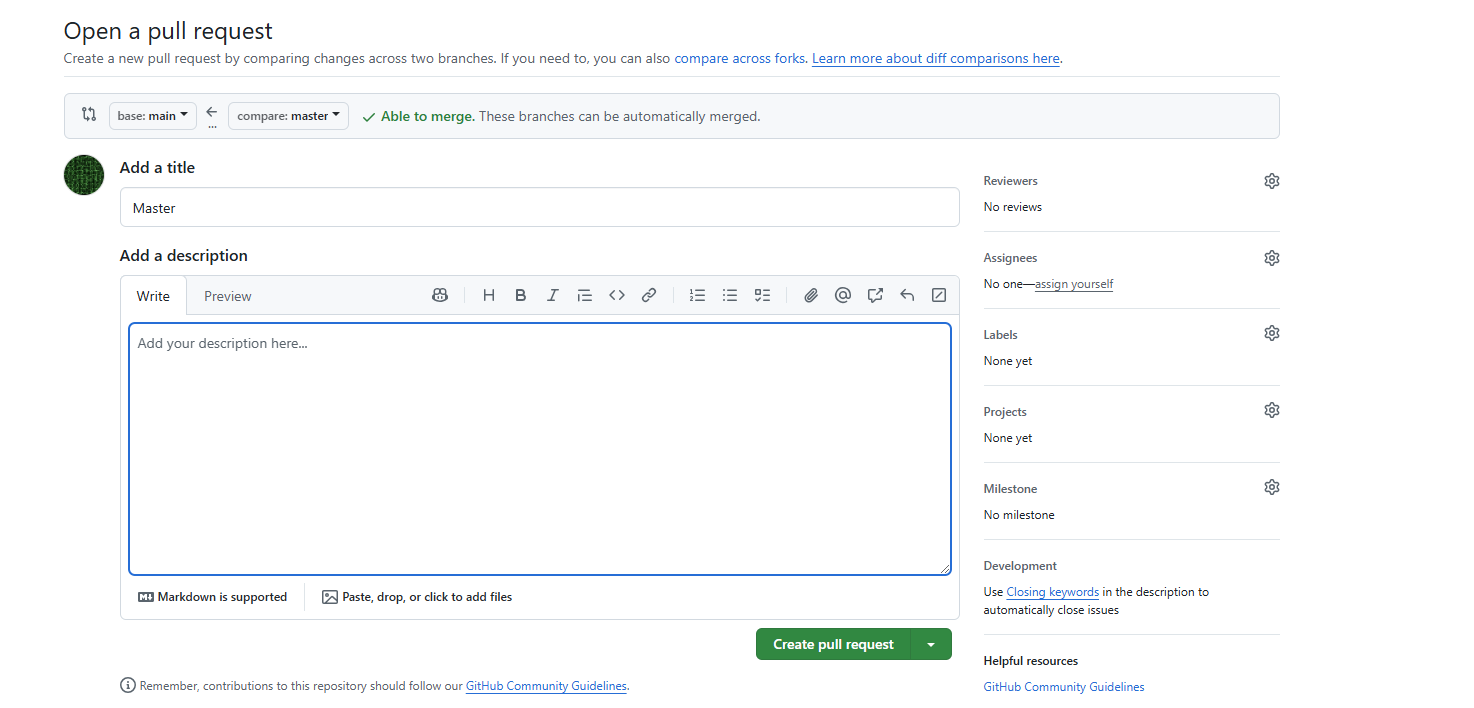 Open a pull request
Create a new pull request by comparing changes across two branches. If you need to, you can also compare across forks. Learn more about diff comparisons here.
base: main
...
compare: master
Able to merge. These branches can be automatically merged.
Add a title
Master
Add a description
Write
Preview
Add your description here...
Markdown is supported
Paste, drop, or click to add files
Create pull request
Remember, contributions to this repository should follow our GitHub Community Guidelines.
Reviewers
No reviews
Assignees
No one—assign yourself
Labels
None yet
Projects
None yet
Milestone
No milestone
Development
Use Closing keywords in the description to
automatically close issues
Helpful resources
GitHub Community Guidelines